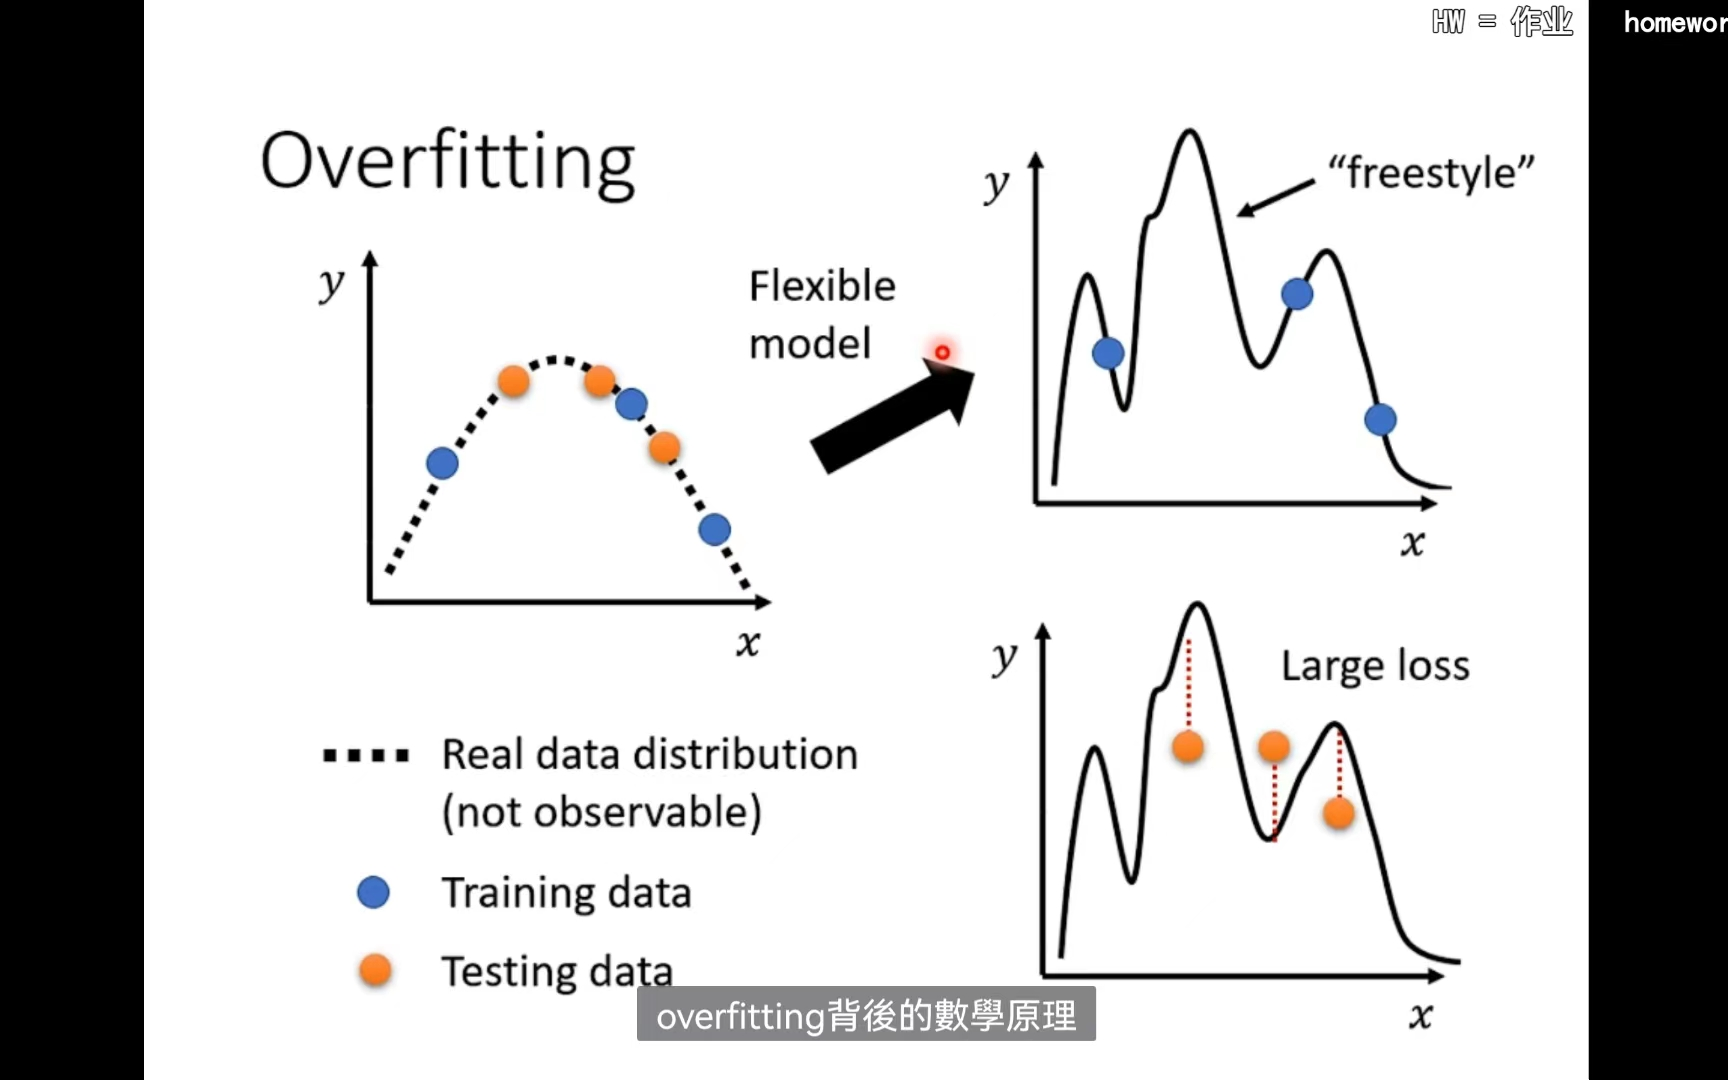 HW = 作业
homewor
Overfitting
y
x
Flexible
model
y
"freestyle"
x
y
Large loss
x
Real data distribution
(not observable)
Training data
Testing data
overfitting背後的數學原理